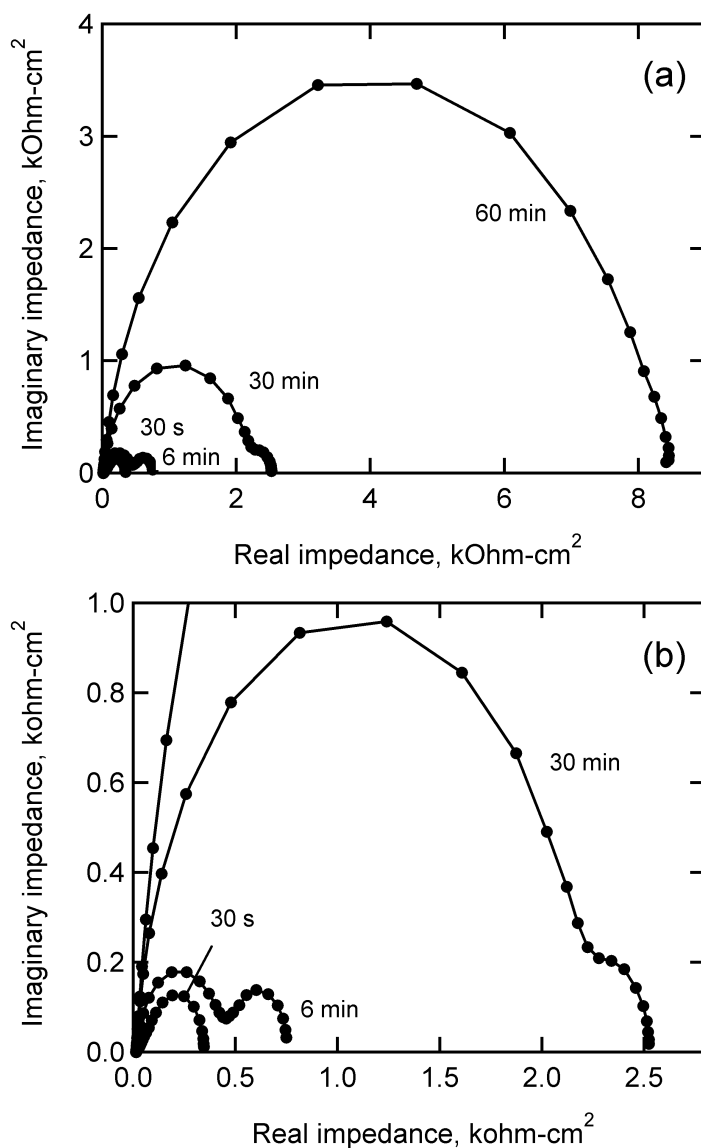 4
(a)
3
60 min
2
Imaginary impedance, kOhm-cm²
1
30 min
30 s
6 min
0
0 2 4 6 8
Real impedance, kOhm-cm²
1.0
(b)
0.8
30 min
0.6
Imaginary impedance, kohm-cm²
0.4
30 s
0.2
6 min
0.0
0.0 0.5 1.0 1.5 2.0 2.5
Real impedance, kohm-cm²